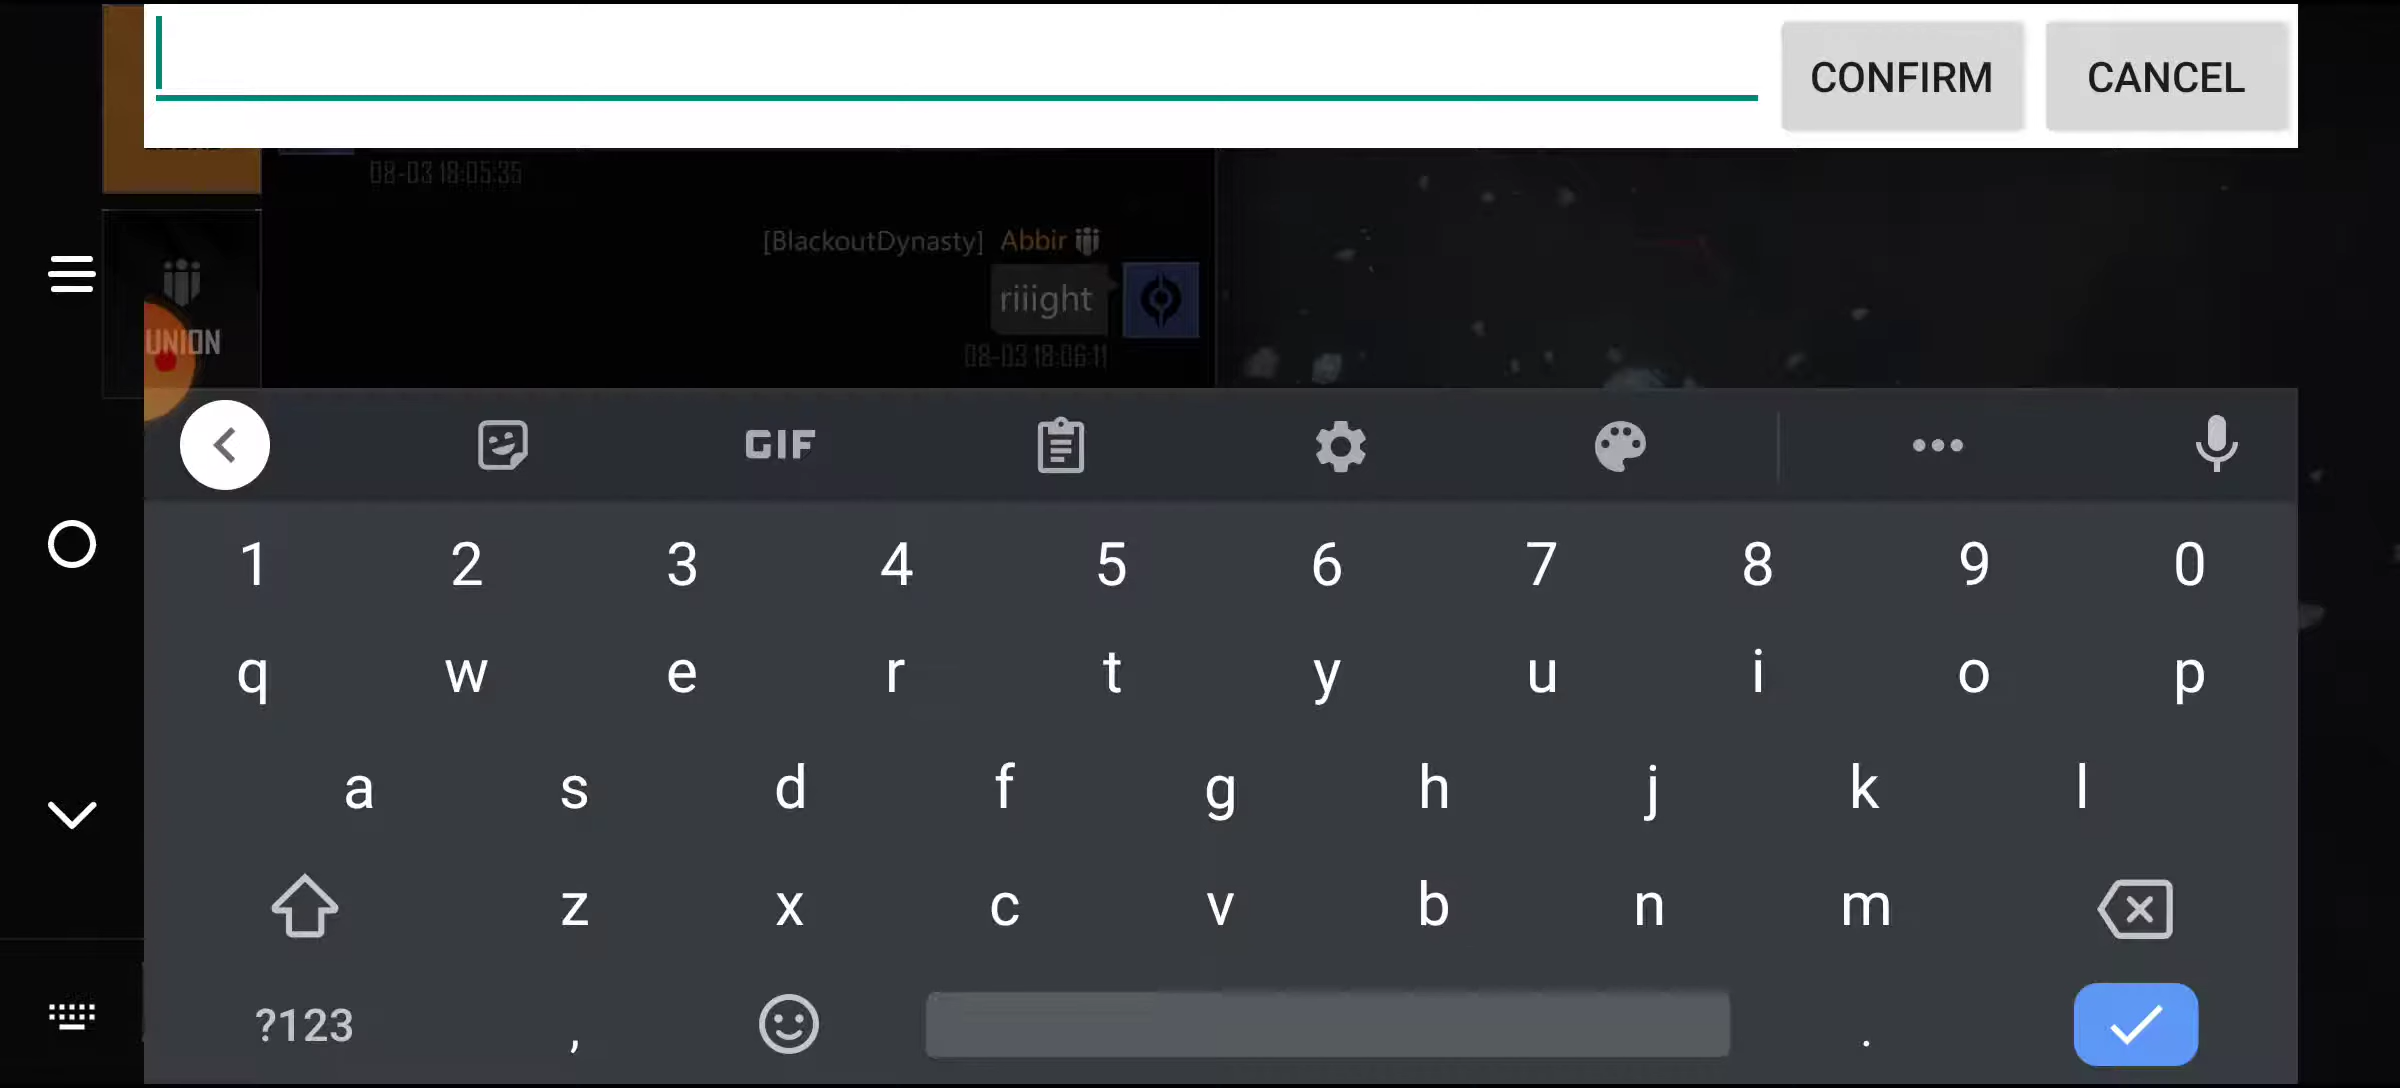 CONFIRM CANCEL
08-03 18:05:35
[BlackoutDynasty] Abbir
riiight
UNION
08-03 18:06:11
GIF
1 2 3 4 5 6 7 8 9 0
q w e r t y u i o p
a s d f g h j k l
z x c v b n m
?123 , .